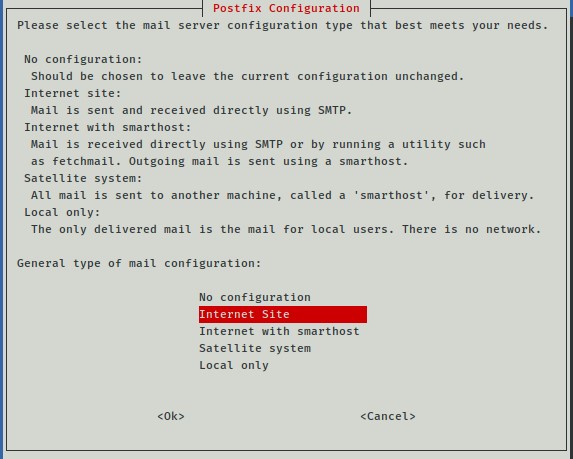 Postfix Configuration
Please select the mail server configuration type that best meets your needs.
No configuration:
Should be chosen to leave the current configuration unchanged.
Internet site:
Mail is sent and received directly using SMTP.
Internet with smarthost:
Mail is received directly using SMTP or by running a utility such
as fetchmail. Outgoing mail is sent using a smarthost.
Satellite system:
All mail is sent to another machine, called a 'smarthost', for delivery.
Local only:
The only delivered mail is the mail for local users. There is no network.
General type of mail configuration:
No configuration
Internet Site
Internet with smarthost
Satellite system
Local only
<Ok> <Cancel>